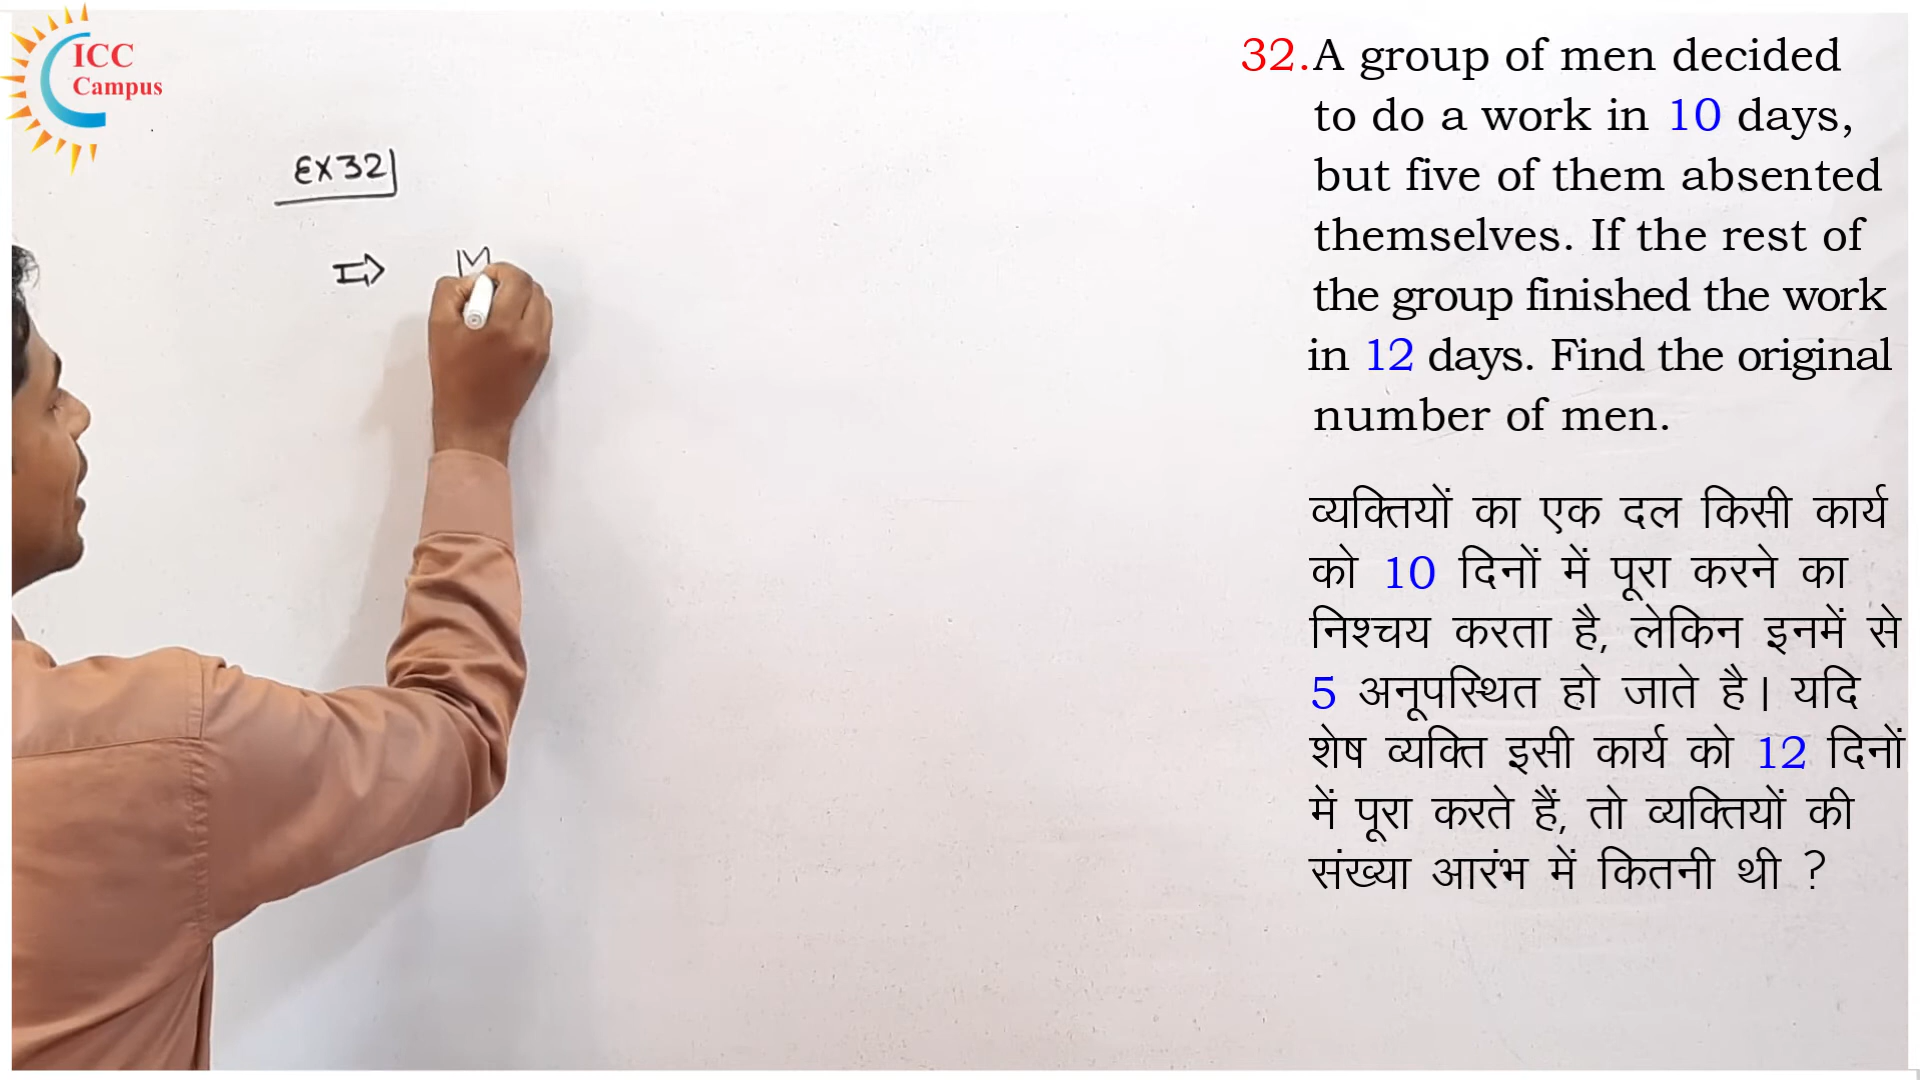 ICC
Campus
EX 32
M
32. A group of men decided
to do a work in 10 days,
but five of them absented
themselves. If the rest of
the group finished the work
in 12 days. Find the original
number of men.
व्यक्तियों का एक दल किसी कार्य
को 10 दिनों में पूरा करने का
निश्चय करता है, लेकिन इनमें से
5 अनूपस्थित हो जाते है। यदि
शेष व्यक्ति इसी कार्य को 12 दिनों
में पूरा करते हैं, तो व्यक्तियों की
संख्या आरंभ में कितनी थी ?